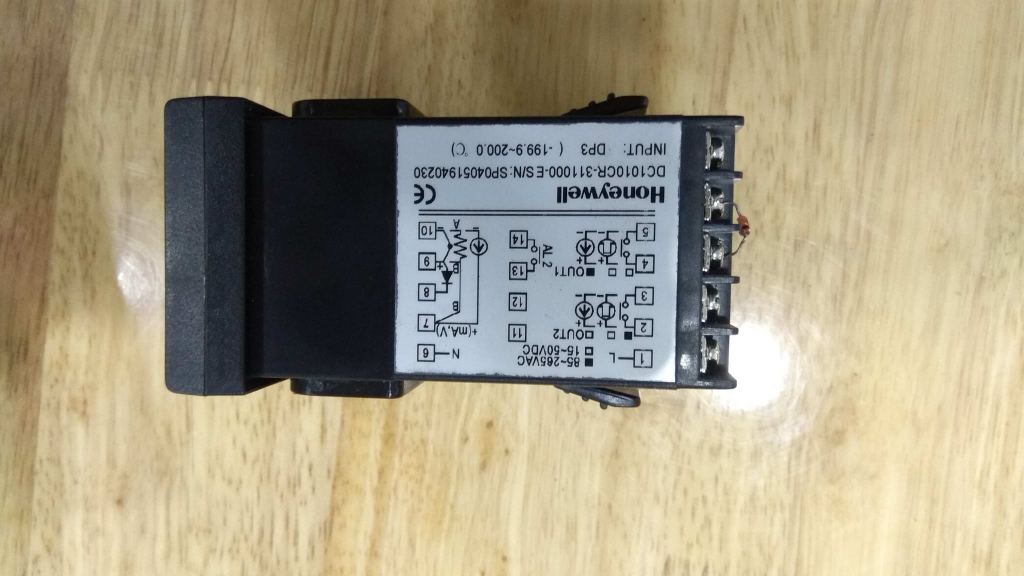 Honeywell CE
DC1010CR-311000-E S/N: SP04051940230
INPUT: DP3 ( -199.9~200.0 °C)
1 L
85~265VAC
15~50VDC
N 6
2
3
OUT2
11
12
+(mA,V)
7
8
B
B
A
4
5
OUT1
AL2
13
14
9
10